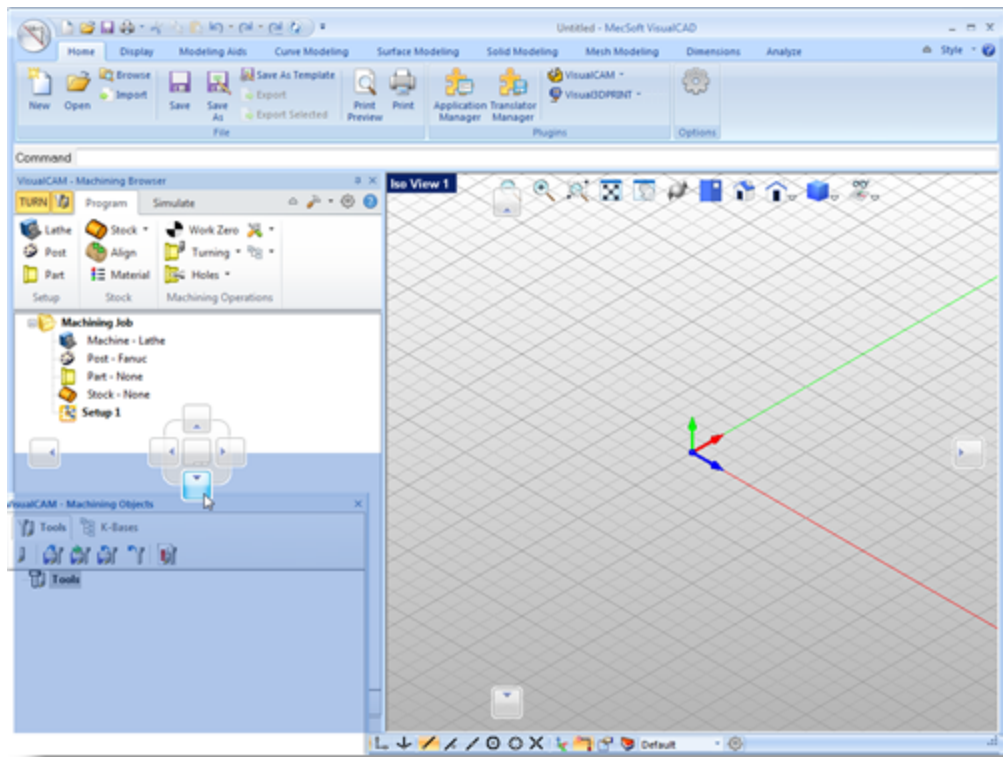 Untitled - MecSoft VisualCAD
Home Display Modeling Aids Curve Modeling Surface Modeling Solid Modeling Mesh Modeling Dimensions Analyze Style
Browse Save As Template VisualCAM
Import Export Visual3DPRINT
New Open Save Save As Export Selected Print Preview Print Application Manager Translator Manager
File Plugins Options
Command
VisualCAM - Machining Browser
Iso View 1
TURN Program Simulate
Lathe Stock Work Zero
Post Align Turning
Part Material Holes
Setup Stock Machining Operations
Machining Job
Machine - Lathe
Post - Fanuc
Part - None
Stock - None
Setup 1
VisualCAM - Machining Objects
Tools K-Bases
Tools
Default